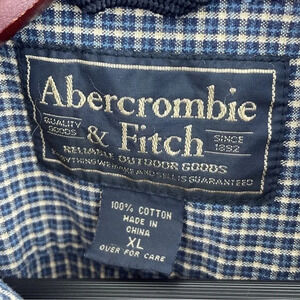 Abercrombie
QUALITY GOODS
& Fitch
SINCE 1892
RELIABLE OUTDOOR GOODS
EVERYTHING WE MAKE AND SELL IS GUARANTEED
100% COTTON
MADE IN
CHINA
XL
OVER FOR CARE